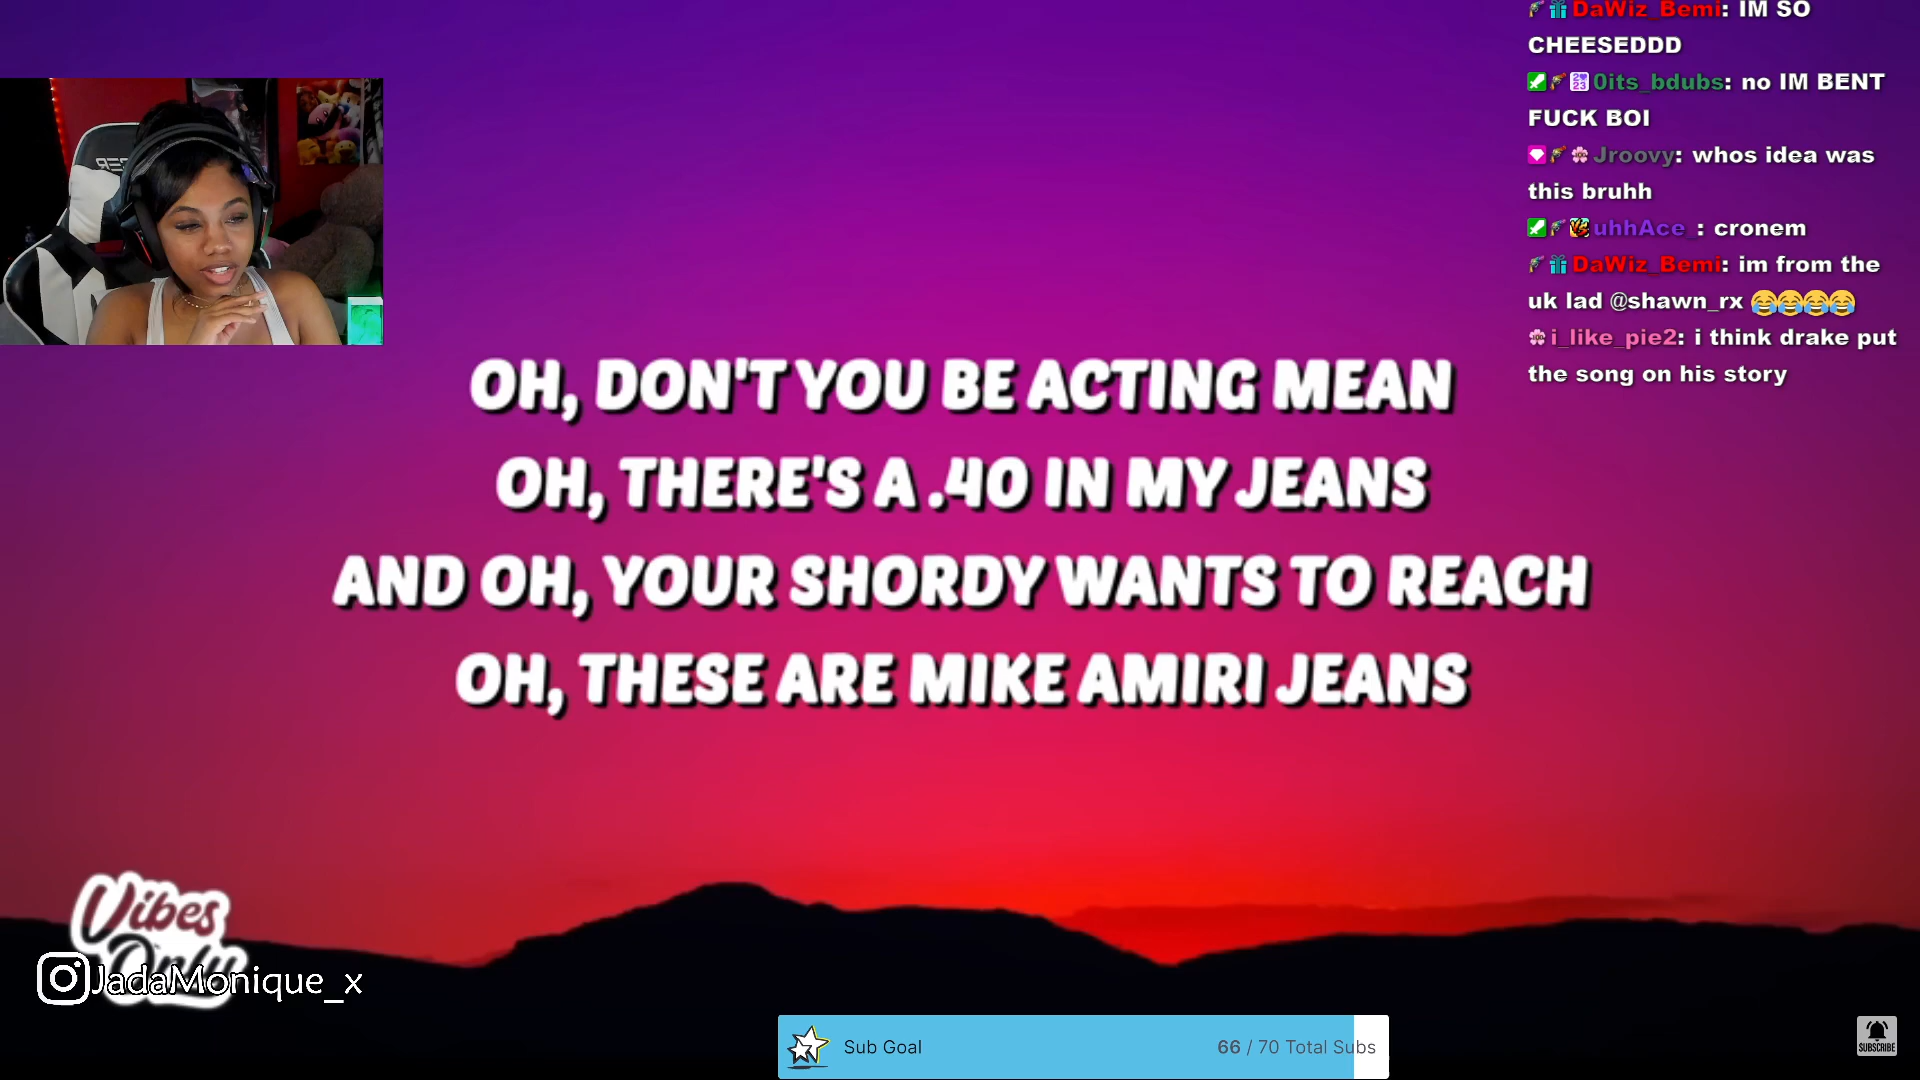 DaWiz_Bemi: IM SO
CHEESEDDD
0its_bdubs: no IM BENT
FUCK BOI
Jroovy: whos idea was
this bruhh
uhhAce_: cronem
DaWiz_Bemi: im from the
uk lad @shawn_rx 😂😂😂😂
i_like_pie2: i think drake put
the song on his story
OH, DON'T YOU BE ACTING MEAN
OH, THERE'S A .40 IN MY JEANS
AND OH, YOUR SHORDY WANTS TO REACH
OH, THESE ARE MIKE AMIRI JEANS
Vibes
Only
JadaMonique_x
Sub Goal
66 / 70 Total Subs
SUBSCRIBE